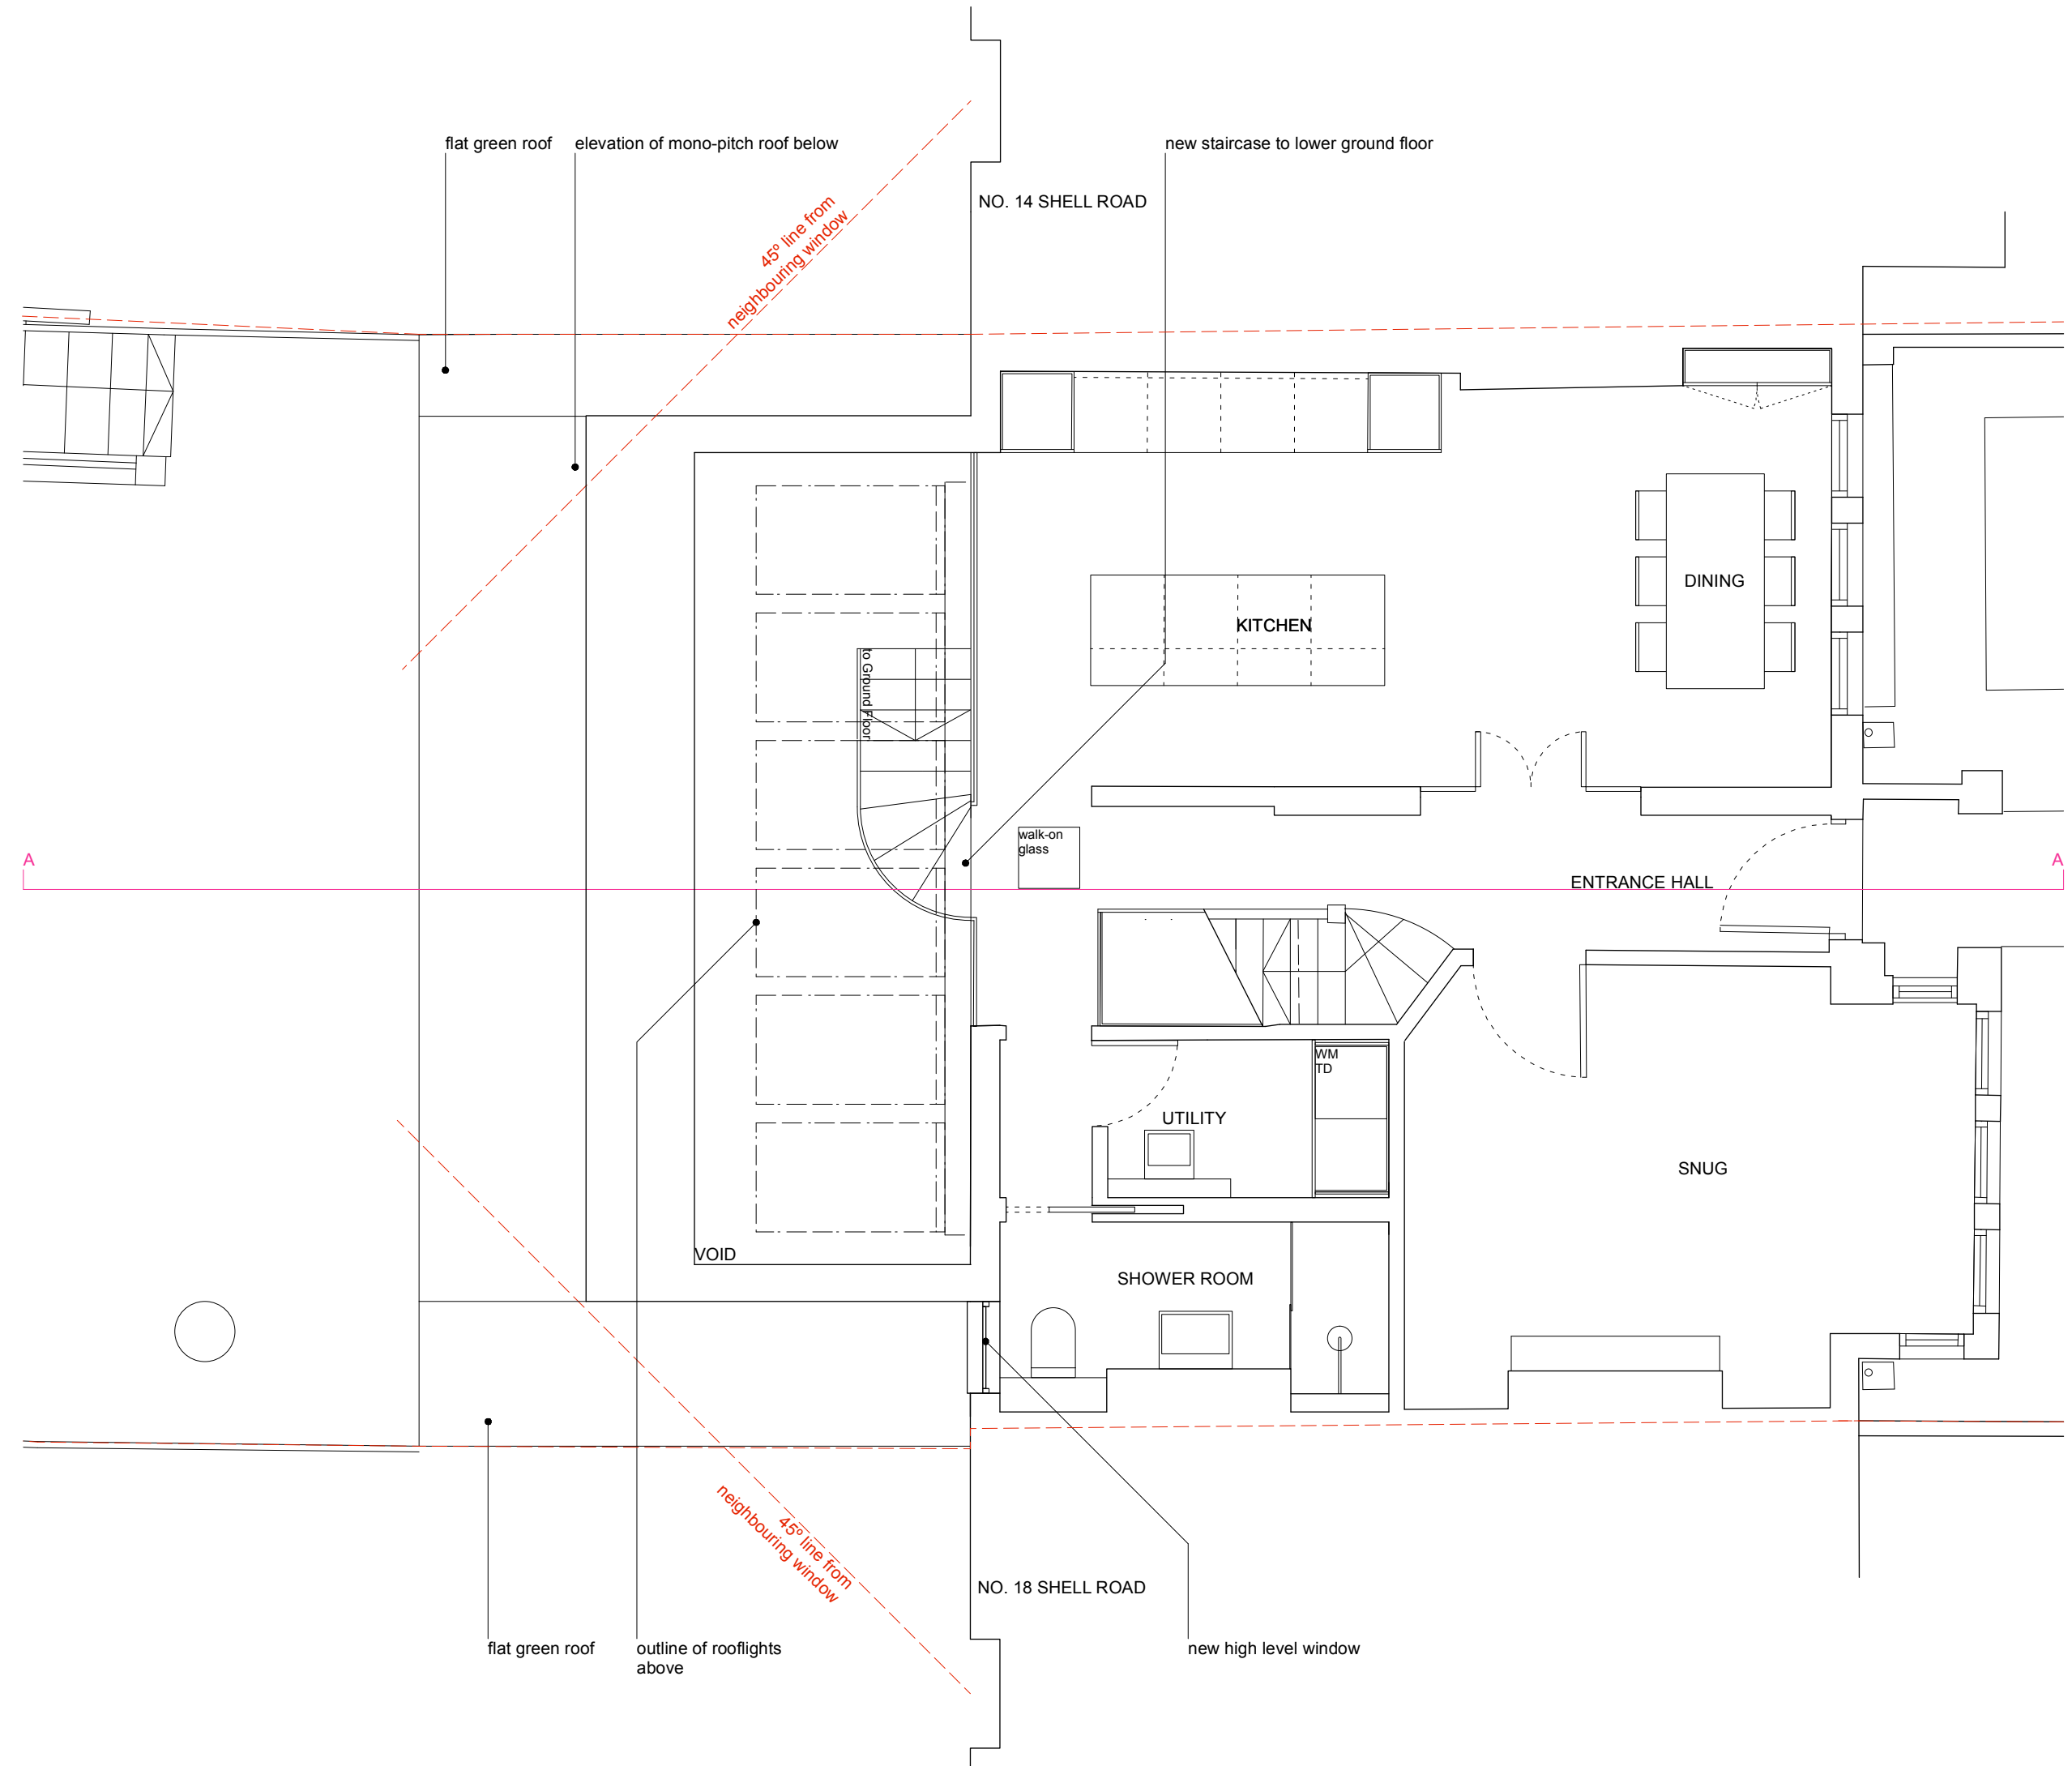 flat green roof
elevation of mono-pitch roof below
new staircase to lower ground floor
NO. 14 SHELL ROAD
45º line from
neighbouring window
DINING
KITCHEN
to Ground Floor
walk-on
glass
A
A
ENTRANCE HALL
WM
TD
UTILITY
SNUG
VOID
SHOWER ROOM
45º line from
neighbouring window
NO. 18 SHELL ROAD
flat green roof
outline of rooflights
above
new high level window